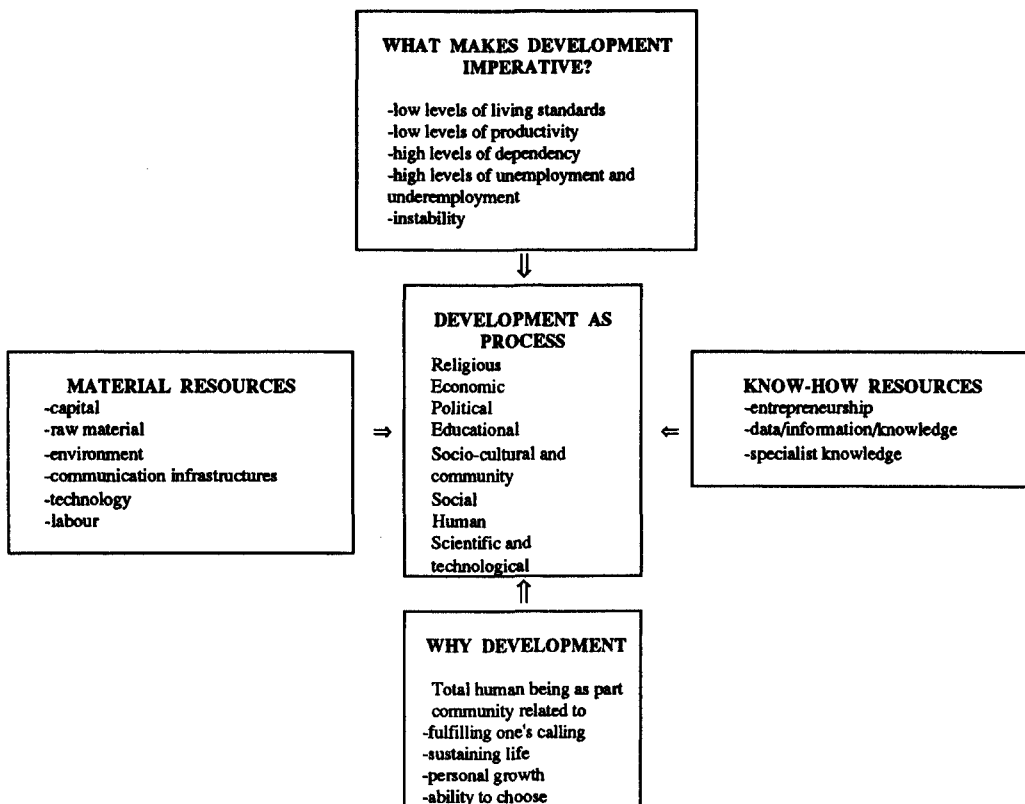 WHAT MAKES DEVELOPMENT
IMPERATIVE?
-low levels of living standards
-low levels of productivity
-high levels of dependency
-high levels of unemployment and
underemployment
-instability
⇓
DEVELOPMENT AS
PROCESS
Religious
Economic
Political
Educational
Socio-cultural and
community
Social
Human
Scientific and
technological
MATERIAL RESOURCES
-capital
-raw material
-environment
-communication infrastructures
-technology
-labour
⇒
KNOW-HOW RESOURCES
-entrepreneurship
-data/information/knowledge
-specialist knowledge
⇐
⇑
WHY DEVELOPMENT
Total human being as part
community related to
-fulfilling one's calling
-sustaining life
-personal growth
-ability to choose